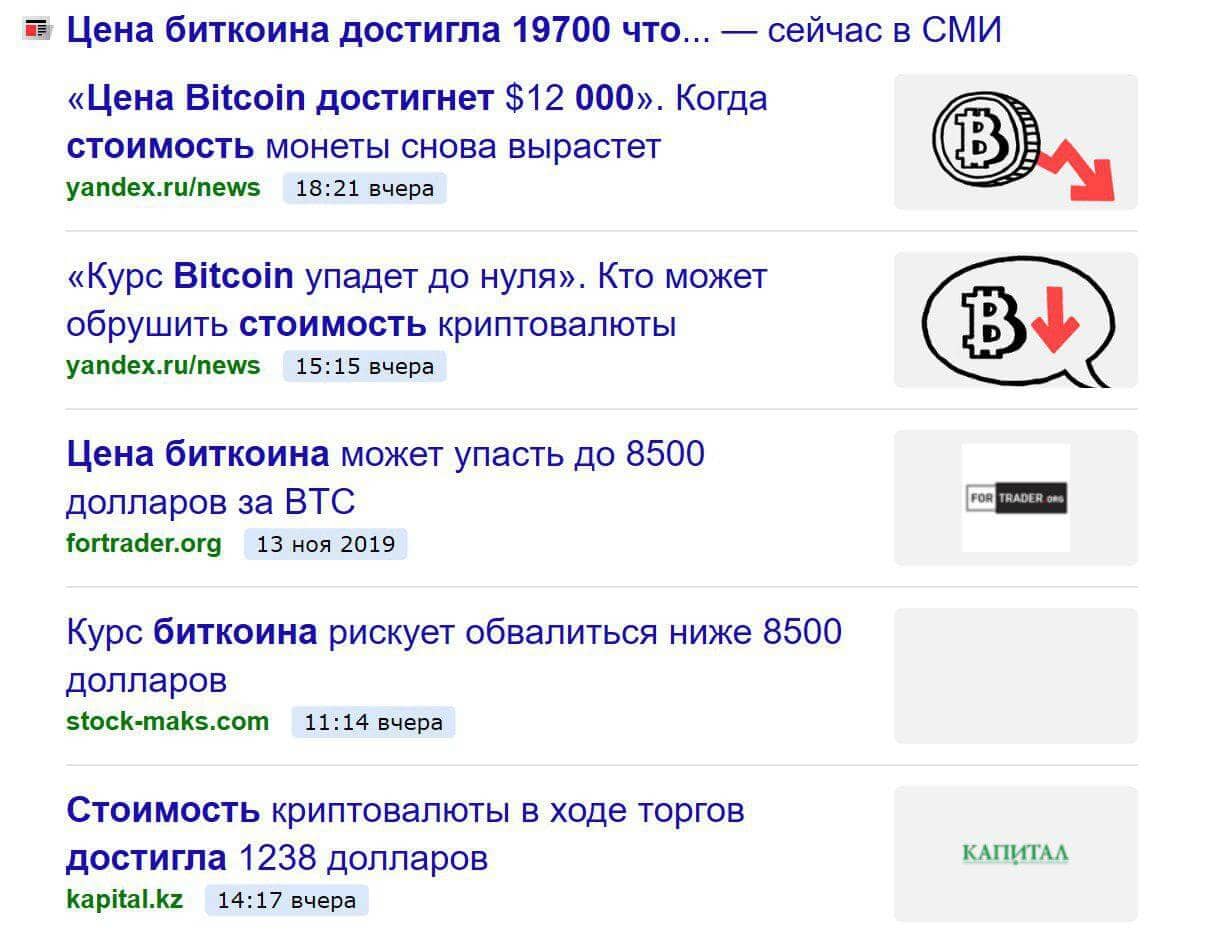 Цена биткоина достигла 19700 что... — сейчас в СМИ
«Цена Bitcoin достигнет $12 000». Когда
стоимость монеты снова вырастет
yandex.ru/news 18:21 вчера
«Курс Bitcoin упадет до нуля». Кто может
обрушить стоимость криптовалюты
yandex.ru/news 15:15 вчера
Цена биткоина может упасть до 8500
долларов за BTC
fortrader.org 13 ноя 2019
FOR TRADER.ORG
Курс биткоина рискует обвалиться ниже 8500
долларов
stock-maks.com 11:14 вчера
Стоимость криптовалюты в ходе торгов
достигла 1238 долларов
kapital.kz 14:17 вчера
КАПИТАЛ